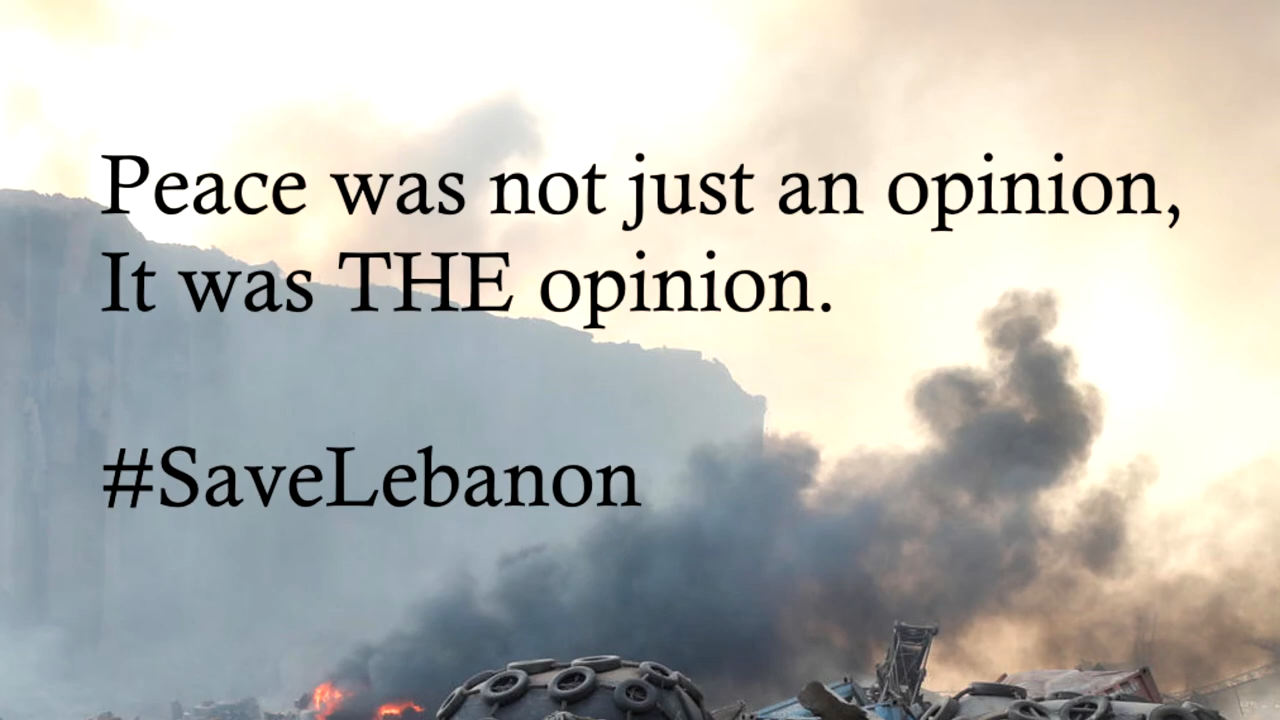 Peace was not just an opinion,
It was THE opinion.
#SaveLebanon